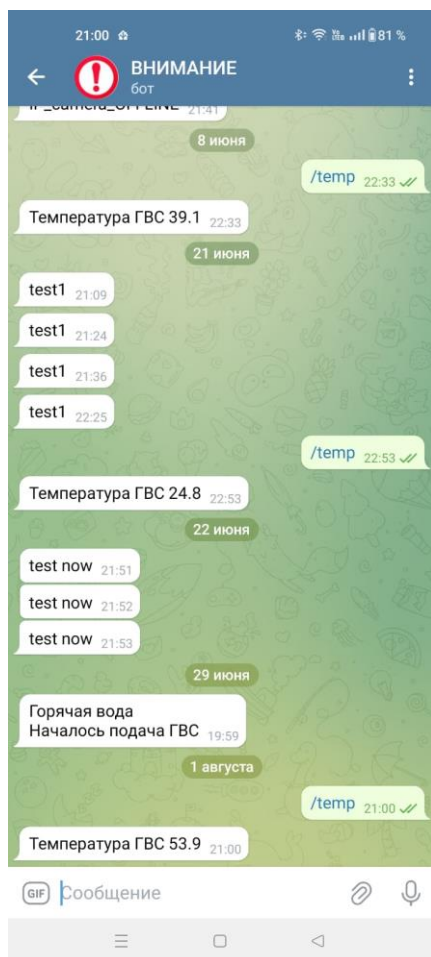 21:00 81 %
ВНИМАНИЕ
бот
IP_camera_OFFLINE 21:41
8 июня
/temp 22:33
Температура ГВС 39.1 22:33
21 июня
test1 21:09
test1 21:24
test1 21:36
test1 22:25
/temp 22:53
Температура ГВС 24.8 22:53
22 июня
test now 21:51
test now 21:52
test now 21:53
29 июня
Горячая вода
Началось подача ГВС 19:59
1 августа
/temp 21:00
Температура ГВС 53.9 21:00
GIF Сообщение